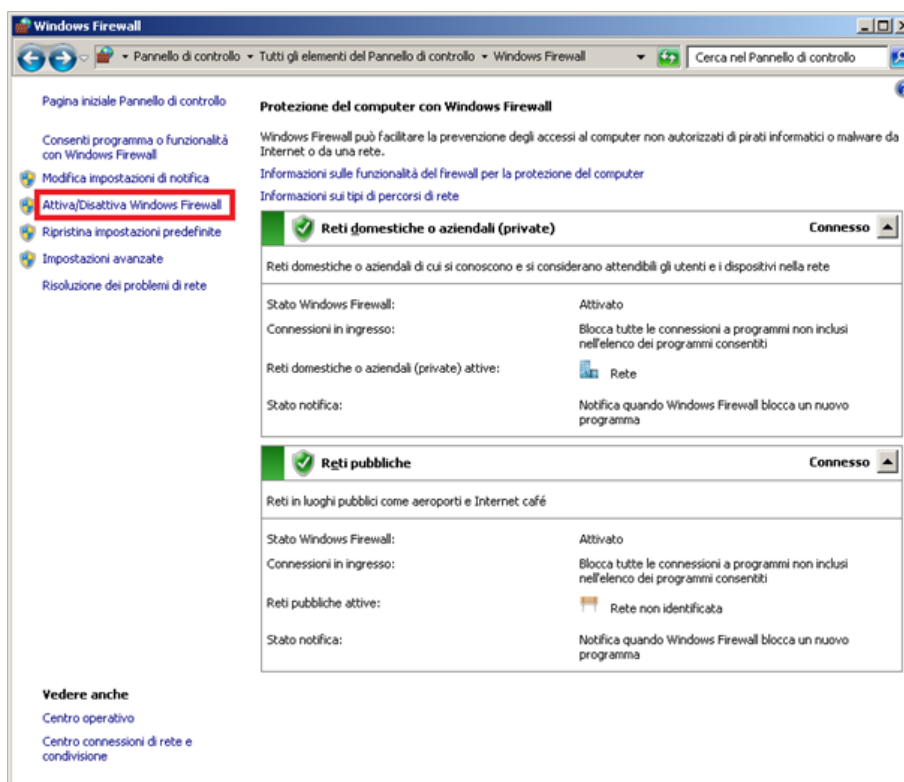 Windows Firewall
Pannello di controllo
Tutti gli elementi del Pannello di controllo
Windows Firewall
Cerca nel Pannello di controllo
Pagina iniziale Pannello di controllo
Consenti programma o funzionalità
con Windows Firewall
Modifica impostazioni di notifica
Attiva/Disattiva Windows Firewall
Ripristina impostazioni predefinite
Impostazioni avanzate
Risoluzione dei problemi di rete
Protezione del computer con Windows Firewall
Windows Firewall può facilitare la prevenzione degli accessi al computer non autorizzati di pirati informatici o malware da
Internet o da una rete.
Informazioni sulle funzionalità del firewall per la protezione del computer
Informazioni sui tipi di percorsi di rete
Reti domestiche o aziendali (private)
Connesso
Reti domestiche o aziendali di cui si conoscono e si considerano attendibili gli utenti e i dispositivi nella rete
Stato Windows Firewall:
Attivato
Connessioni in ingresso:
Blocca tutte le connessioni a programmi non inclusi
nell'elenco dei programmi consentiti
Reti domestiche o aziendali (private) attive:
Rete
Stato notifica:
Notifica quando Windows Firewall blocca un nuovo
programma
Reti pubbliche
Connesso
Reti in luoghi pubblici come aeroporti e Internet café
Stato Windows Firewall:
Attivato
Connessioni in ingresso:
Blocca tutte le connessioni a programmi non inclusi
nell'elenco dei programmi consentiti
Reti pubbliche attive:
Rete non identificata
Stato notifica:
Notifica quando Windows Firewall blocca un nuovo
programma
Vedere anche
Centro operativo
Centro connessioni di rete e
condivisione